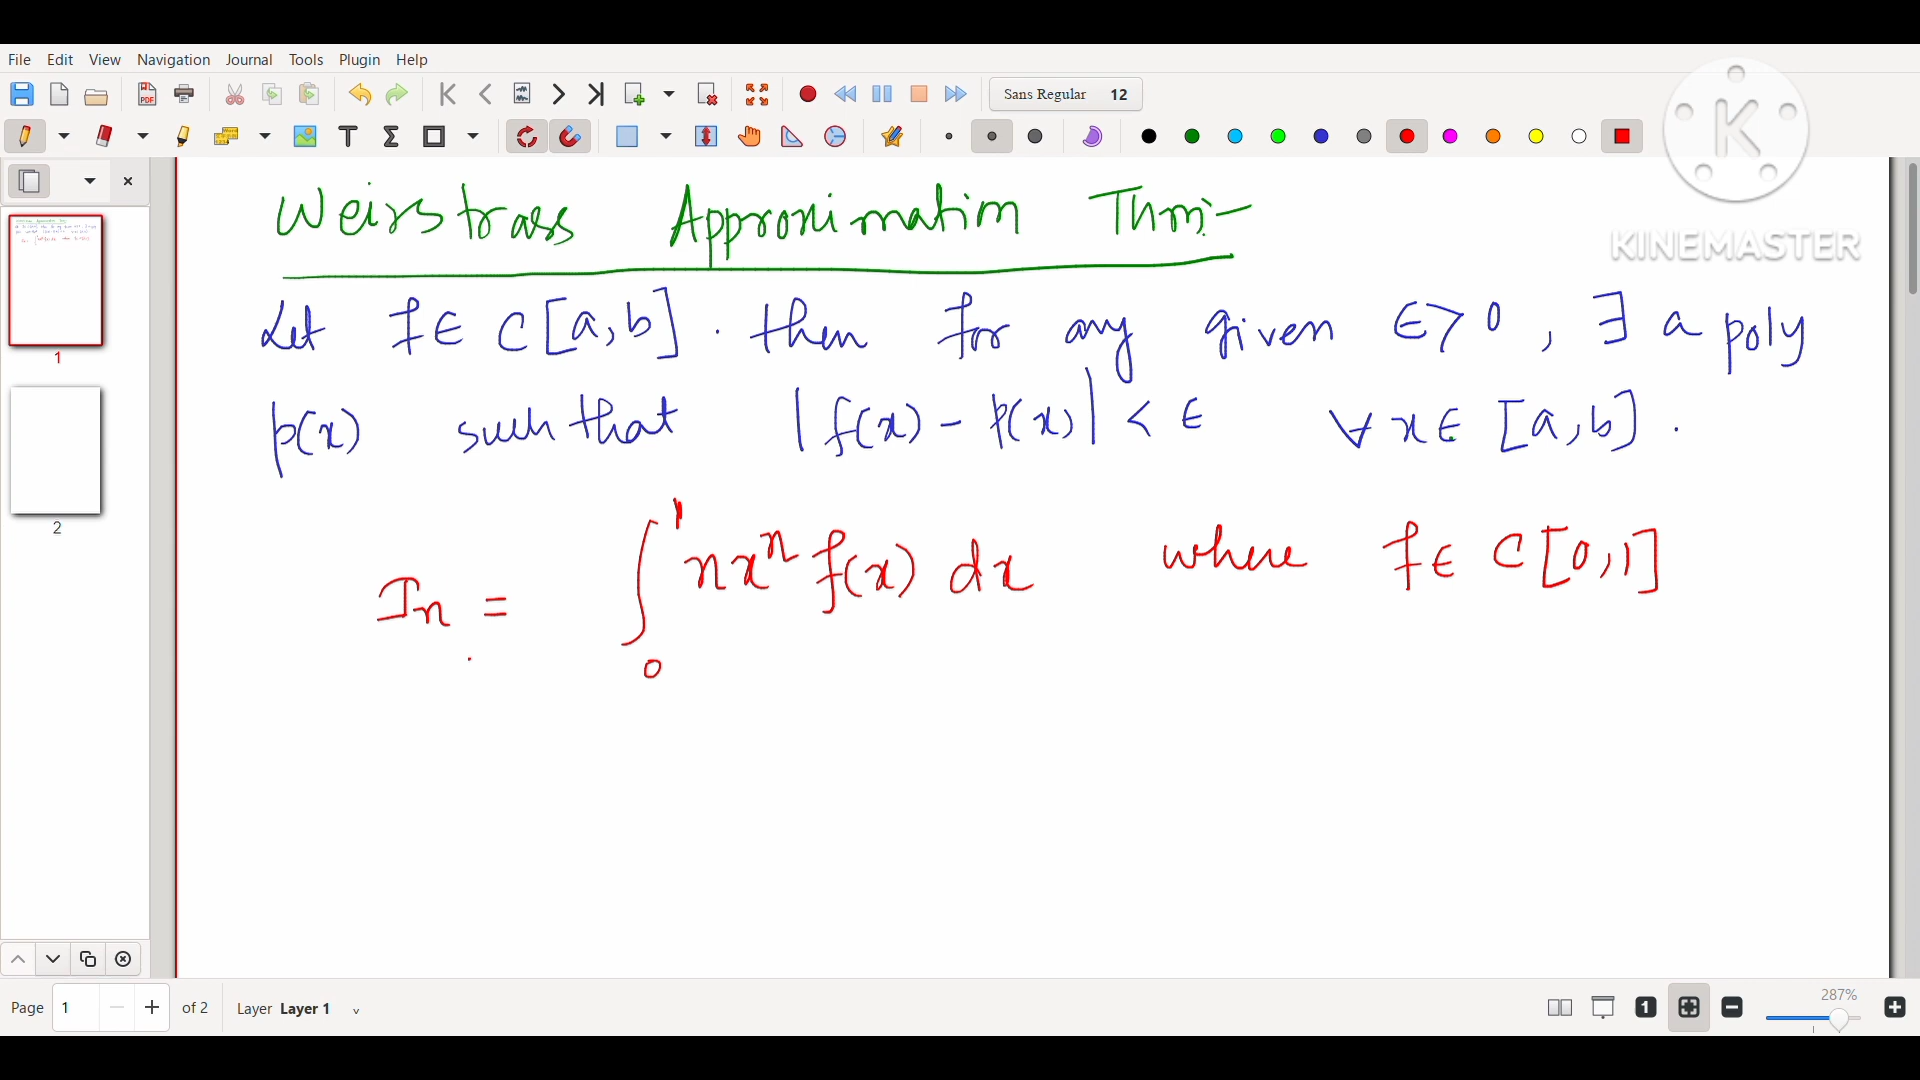 File Edit View Navigation Journal Tools Plugin Help
Sans Regular 12
KINEMASTER
Weirstrass Approximation Thm:-
Let f∈ C[a,b]. then for any given ∈>0, ∃ a poly
p(x) such that |f(x) - p(x)| < ∈ ∀ x∈ [a,b].
Iₙ = ∫₀¹ nxⁿ f(x) dx where f∈ C[0,1]
1
2
Page 1 of 2 Layer Layer 1
287%